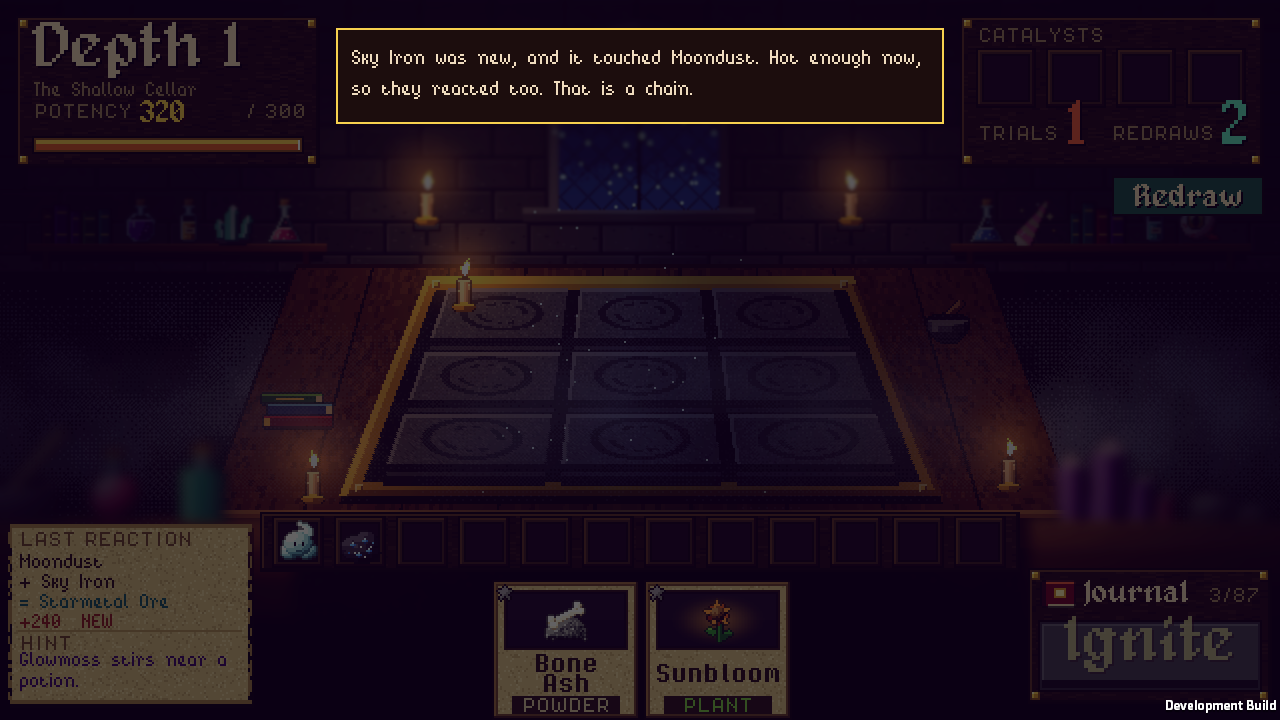 Depth 1
The Shallow Cellar
POTENCY 320 / 300
Sky Iron was new, and it touched Moondust. Hot enough now,
so they reacted too. That is a chain.
CATALYSTS
TRIALS 1 REDRAWS 2
Redraw
LAST REACTION
Moondust
+ Sky Iron
= Starmetal Ore
+240 NEW
HINT
Glowmoss stirs near a
potion.
Bone
Ash
POWDER
Sunbloom
PLANT
Journal 3/87
Ignite
Development Build